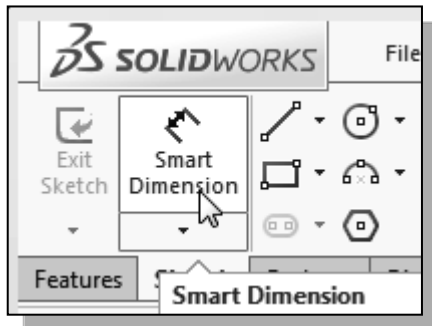 SOLIDWORKS
File
Exit
Sketch
Smart
Dimension
Features
Smart Dimension